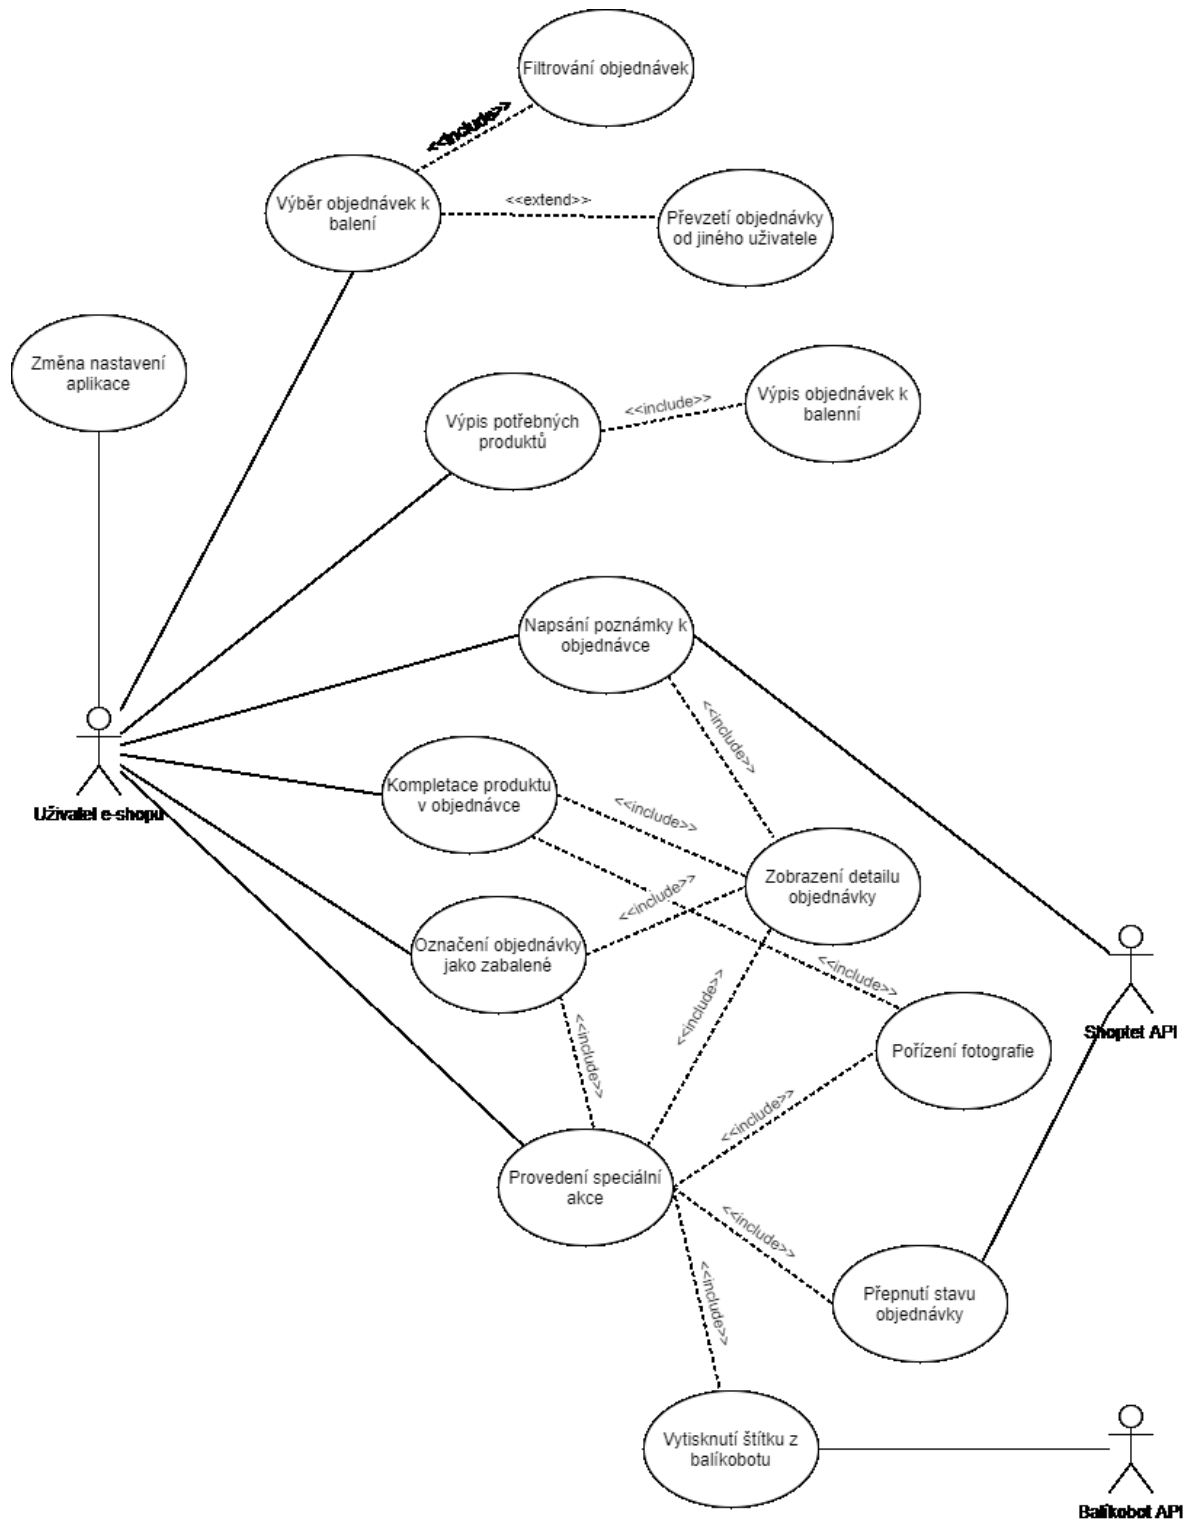 Filtrování objednávek
<<include>>
Výběr objednávek k
balení
<<extend>>
Převzetí objednávky
od jiného uživatele
Změna nastavení
aplikace
Výpis potřebných
produktů
<<include>>
Výpis objednávek k
balenní
Napsání poznámky k
objednávce
<<include>>
Uživatel e-shopu
Kompletace produktu
v objednávce
<<include>>
Zobrazení detailu
objednávky
<<include>>
Označení objednávky
jako zabalené
<<include>>
<<include>>
<<include>>
Shoptet API
Pořízení fotografie
<<include>>
Provedení speciální
akce
<<include>>
<<include>>
Přepnutí stavu
objednávky
Vytisknutí štítku z
balíkobotu
Balíkobot API